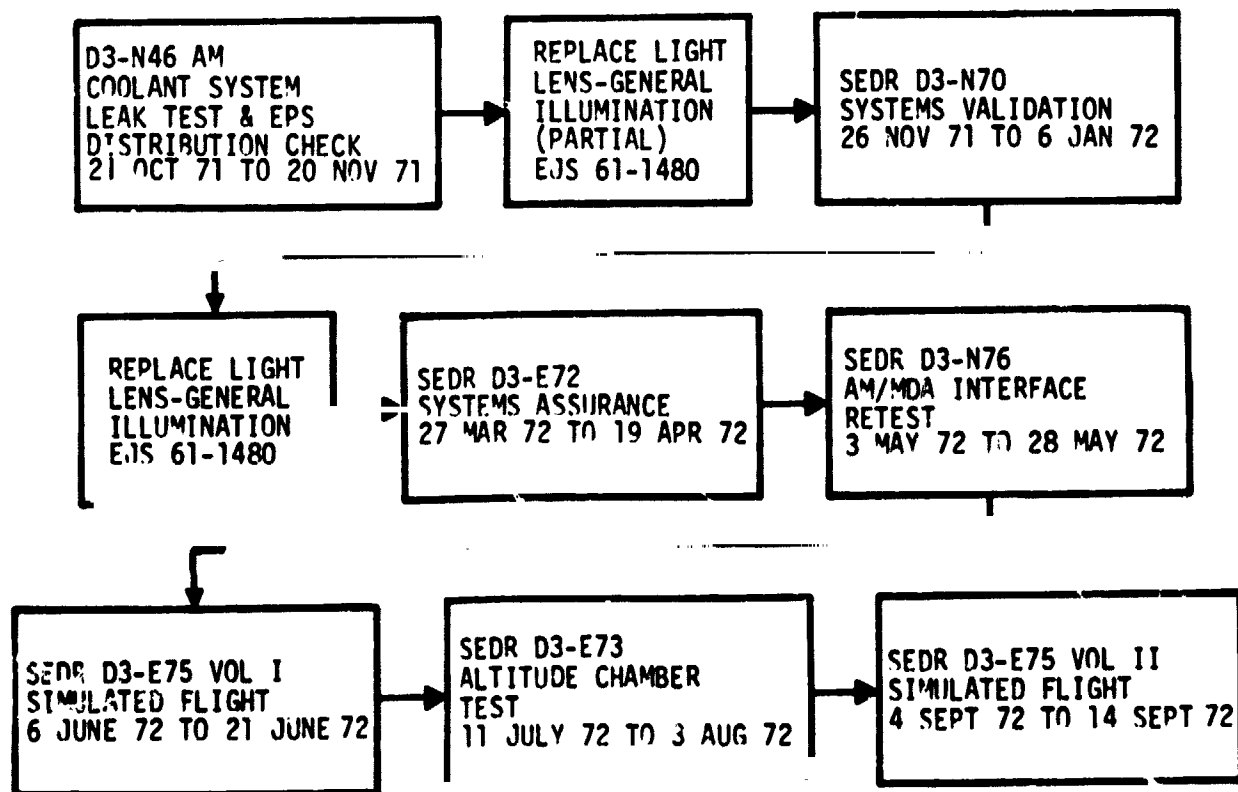 D3-N46 AM
COOLANT SYSTEM
LEAK TEST & EPS
DISTRIBUTION CHECK
21 OCT 71 TO 20 NOV 71
REPLACE LIGHT
LENS-GENERAL
ILLUMINATION
(PARTIAL)
EJS 61-1480
SEDR D3-N70
SYSTEMS VALIDATION
26 NOV 71 TO 6 JAN 72
REPLACE LIGHT
LENS-GENERAL
ILLUMINATION
EJS 61-1480
SEDR D3-E72
SYSTEMS ASSURANCE
27 MAR 72 TO 19 APR 72
SEDR D3-N76
AM/MDA INTERFACE
RETEST
3 MAY 72 TO 28 MAY 72
SEDR D3-E75 VOL I
SIMULATED FLIGHT
6 JUNE 72 TO 21 JUNE 72
SEDR D3-E73
ALTITUDE CHAMBER
TEST
11 JULY 72 TO 3 AUG 72
SEDR D3-E75 VOL II
SIMULATED FLIGHT
4 SEPT 72 TO 14 SEPT 72